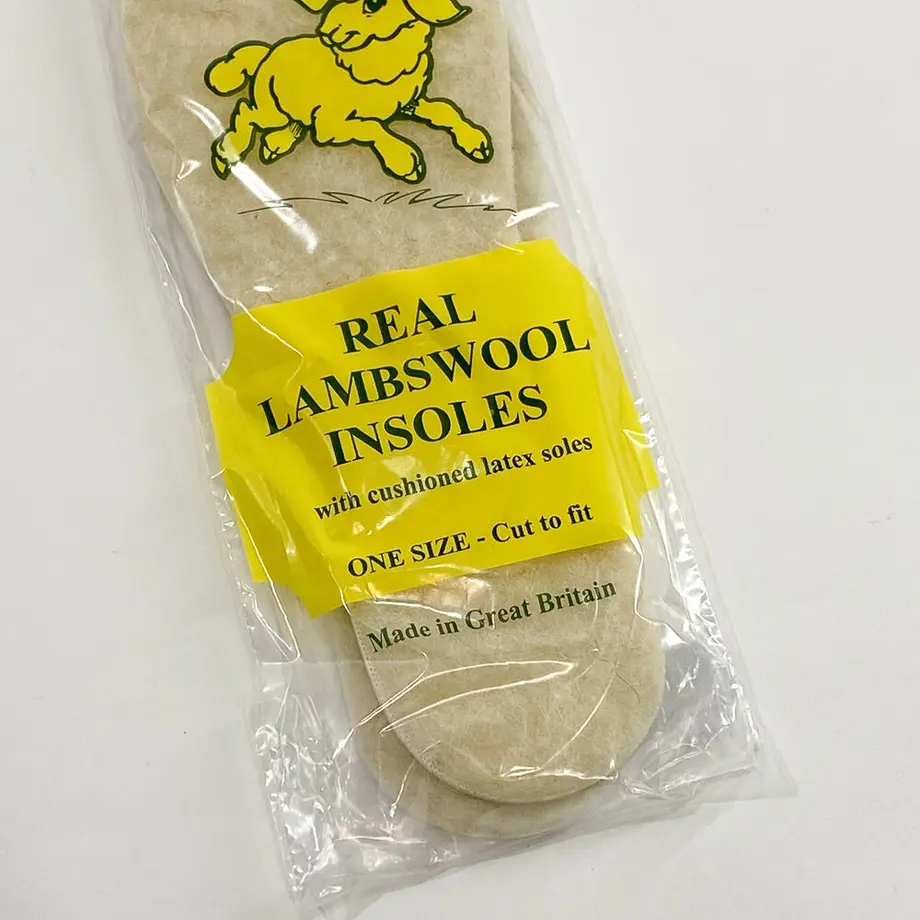 REAL
LAMBSWOOL
INSOLES
with cushioned latex soles
ONE SIZE - Cut to fit
Made in Great Britain